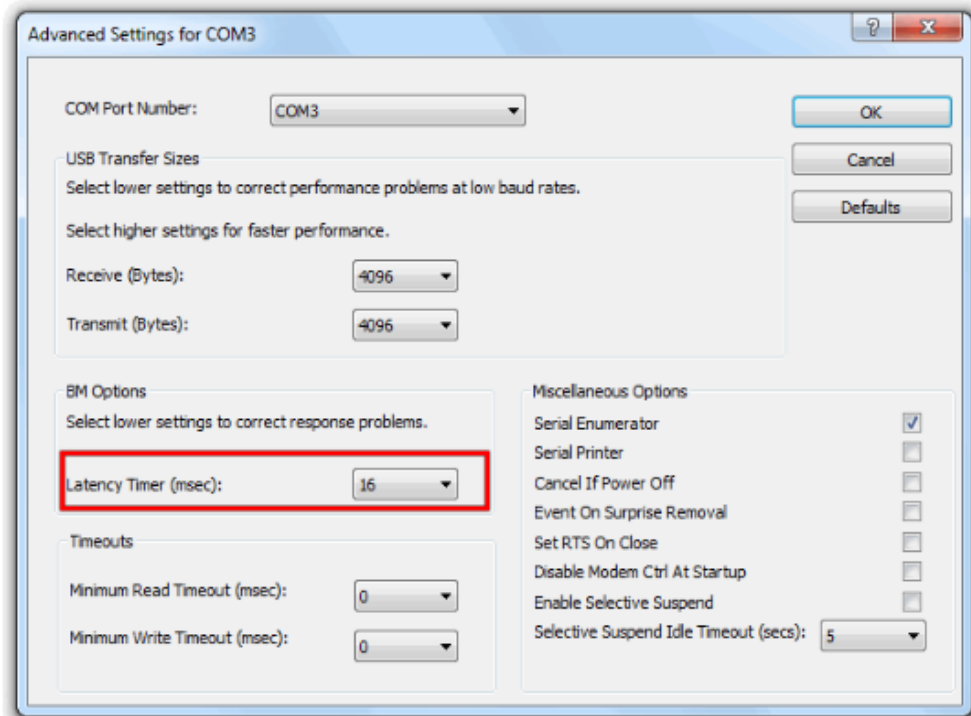 Advanced Settings for COM3
COM Port Number: COM3
OK
USB Transfer Sizes
Cancel
Select lower settings to correct performance problems at low baud rates.
Defaults
Select higher settings for faster performance.
Receive (Bytes): 4096
Transmit (Bytes): 4096
BM Options
Select lower settings to correct response problems.
Latency Timer (msec): 16
Timeouts
Minimum Read Timeout (msec): 0
Minimum Write Timeout (msec): 0
Miscellaneous Options
Serial Enumerator
Serial Printer
Cancel If Power Off
Event On Surprise Removal
Set RTS On Close
Disable Modem Ctrl At Startup
Enable Selective Suspend
Selective Suspend Idle Timeout (secs): 5